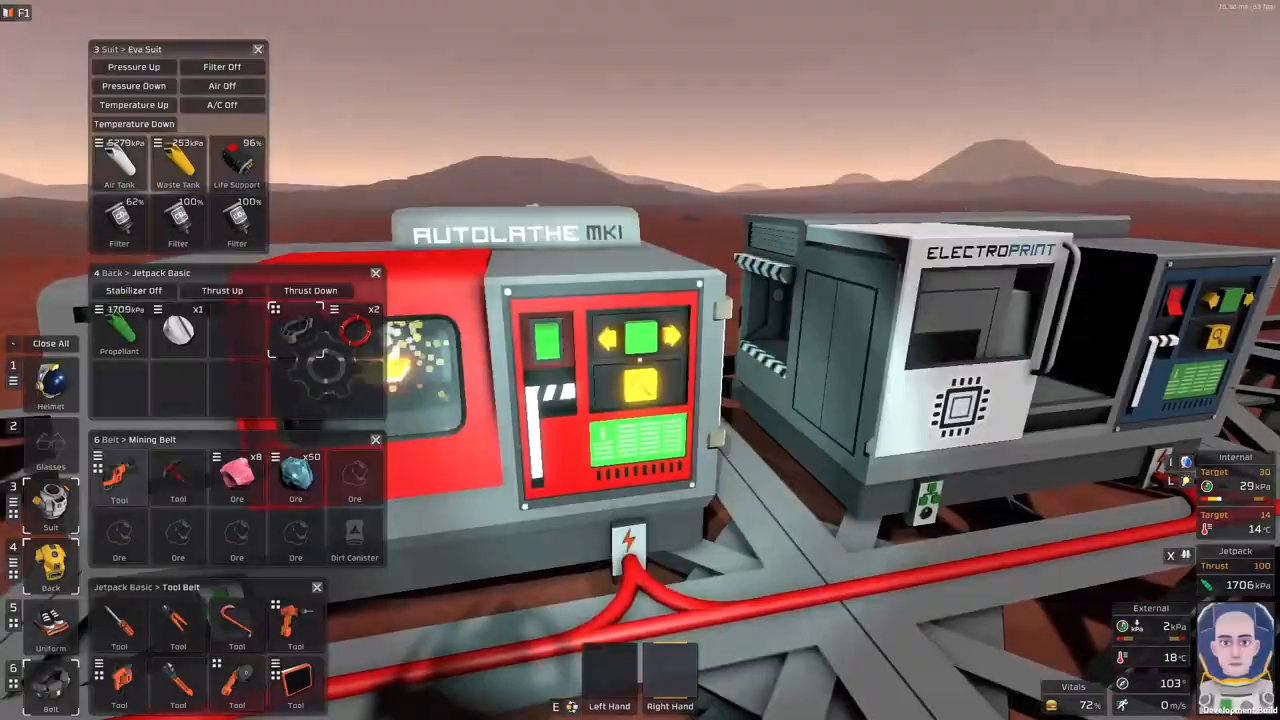 F1
3 Suit > Eva Suit
Pressure Up
Filter Off
Pressure Down
Air Off
Temperature Up
A/C Off
Temperature Down
5279kPa
253kPa
96%
Air Tank
Waste Tank
Life Support
62%
100%
100%
Filter
Filter
Filter
4 Back > Jetpack Basic
Stabilizer Off
Thrust Up
Thrust Down
1709kPa
x1
x2
Propellant
6 Belt > Mining Belt
x8
x50
Tool
Tool
Ore
Ore
Ore
Ore
Ore
Ore
Ore
Dirt Canister
Jetpack Basic > Tool Belt
Tool
Tool
Tool
Tool
Tool
Tool
Tool
Tool
Close All
1
Helmet
2
Glasses
3
Suit
4
Back
5
Uniform
6
Belt
AUTOLATHE MKI
ELECTROPRINT
E
Left Hand
Right Hand
I
L
X
Internal
Target 30
29kPa
Target 14
14°C
Jetpack
Thrust 100
1706kPa
External
2kPa
18°C
103°
0m/s
Vitals
72%
Development Build